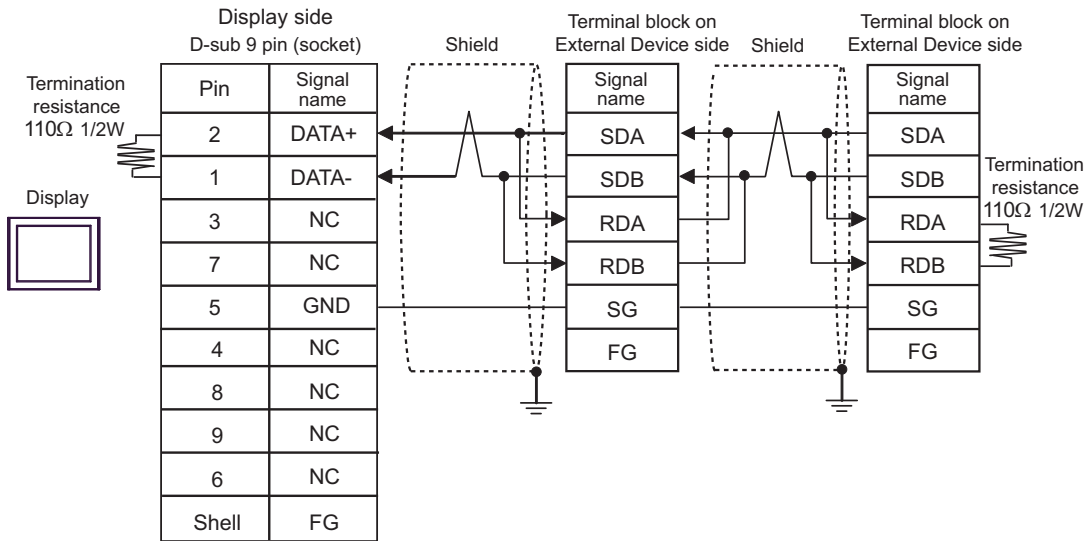 Display side
D-sub 9 pin (socket)
Termination
resistance
110Ω 1/2W
Display
Pin
Signal
name
2
DATA+
1
DATA-
3
NC
7
NC
5
GND
4
NC
8
NC
9
NC
6
NC
Shell
FG
Shield
Terminal block on
External Device side
Signal
name
SDA
SDB
RDA
RDB
SG
FG
Shield
Terminal block on
External Device side
Signal
name
SDA
SDB
RDA
RDB
SG
FG
Termination
resistance
110Ω 1/2W